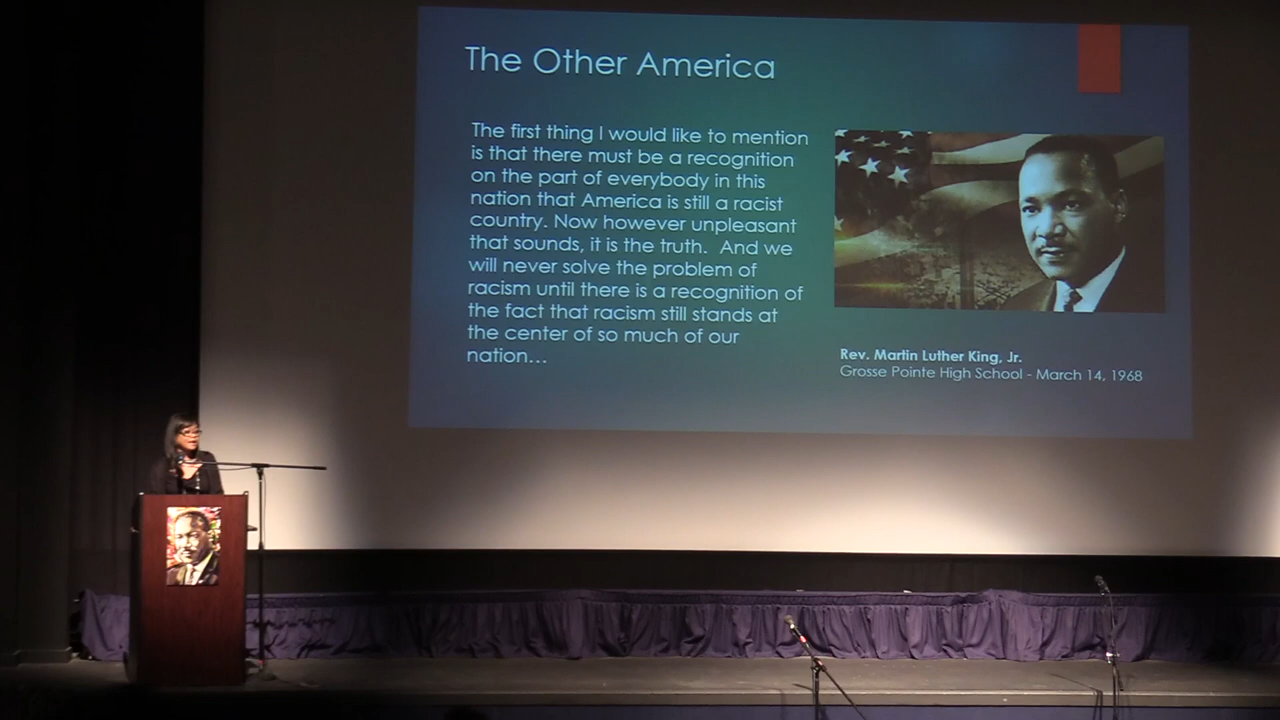 The Other America
The first thing I would like to mention
is that there must be a recognition
on the part of everybody in this
nation that America is still a racist
country. Now however unpleasant
that sounds, it is the truth.  And we
will never solve the problem of
racism until there is a recognition of
the fact that racism still stands at
the center of so much of our
nation...
Rev. Martin Luther King, Jr.
Grosse Pointe High School - March 14, 1968